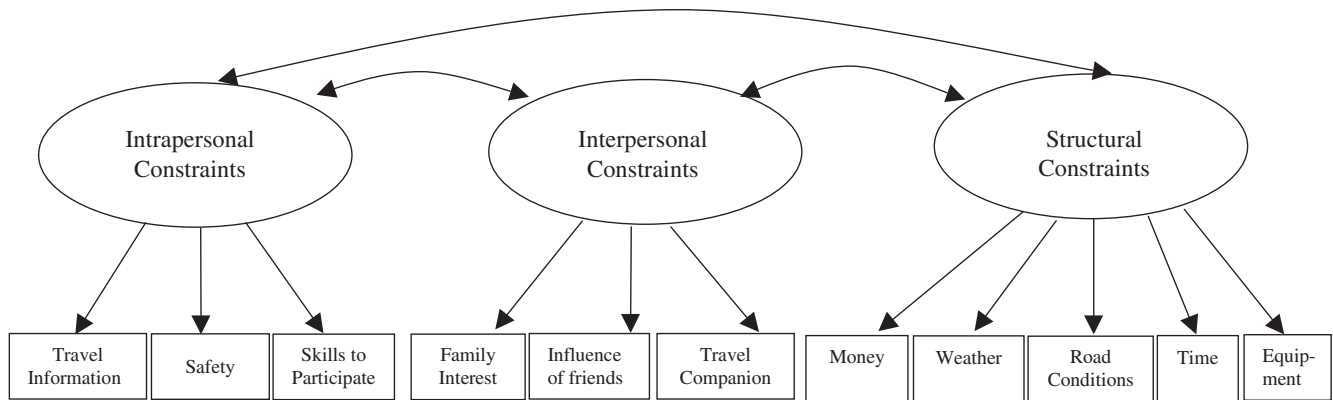 Intrapersonal
Constraints
Interpersonal
Constraints
Structural
Constraints
Travel
Information
Safety
Skills to
Participate
Family
Interest
Influence
of friends
Travel
Companion
Money
Weather
Road
Conditions
Time
Equip-
ment